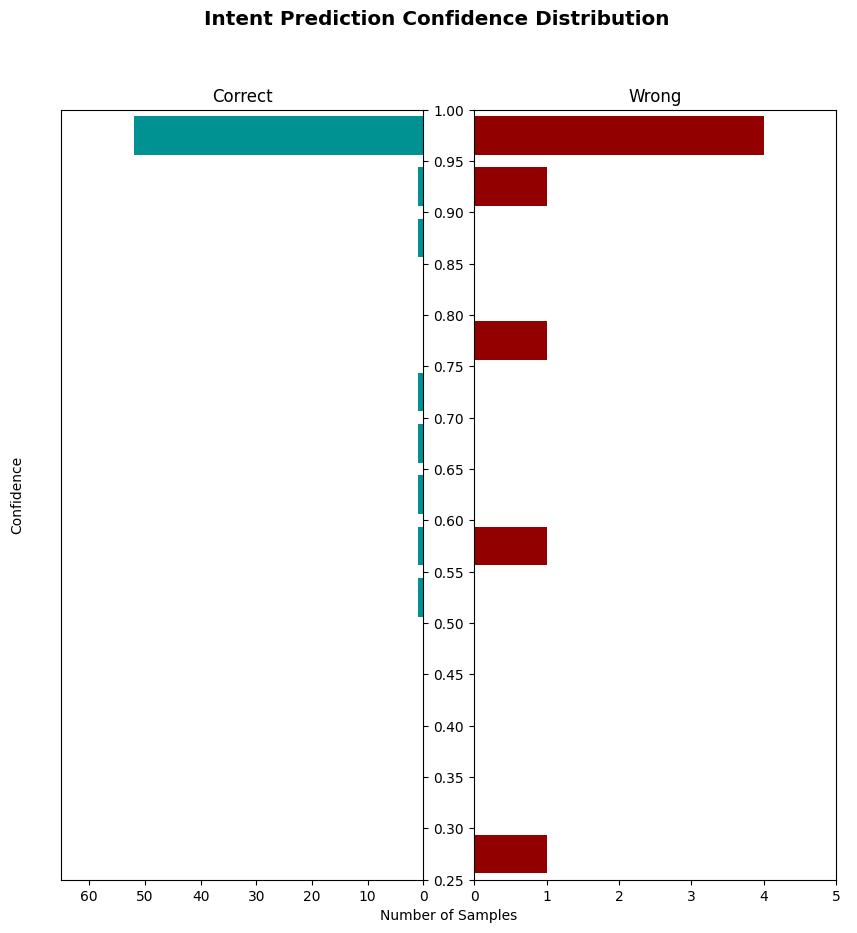 Intent Prediction Confidence Distribution
Correct
Wrong
Confidence
1.00
0.95
0.90
0.85
0.80
0.75
0.70
0.65
0.60
0.55
0.50
0.45
0.40
0.35
0.30
0.25
60 50 40 30 20 10 0
0 1 2 3 4 5
Number of Samples